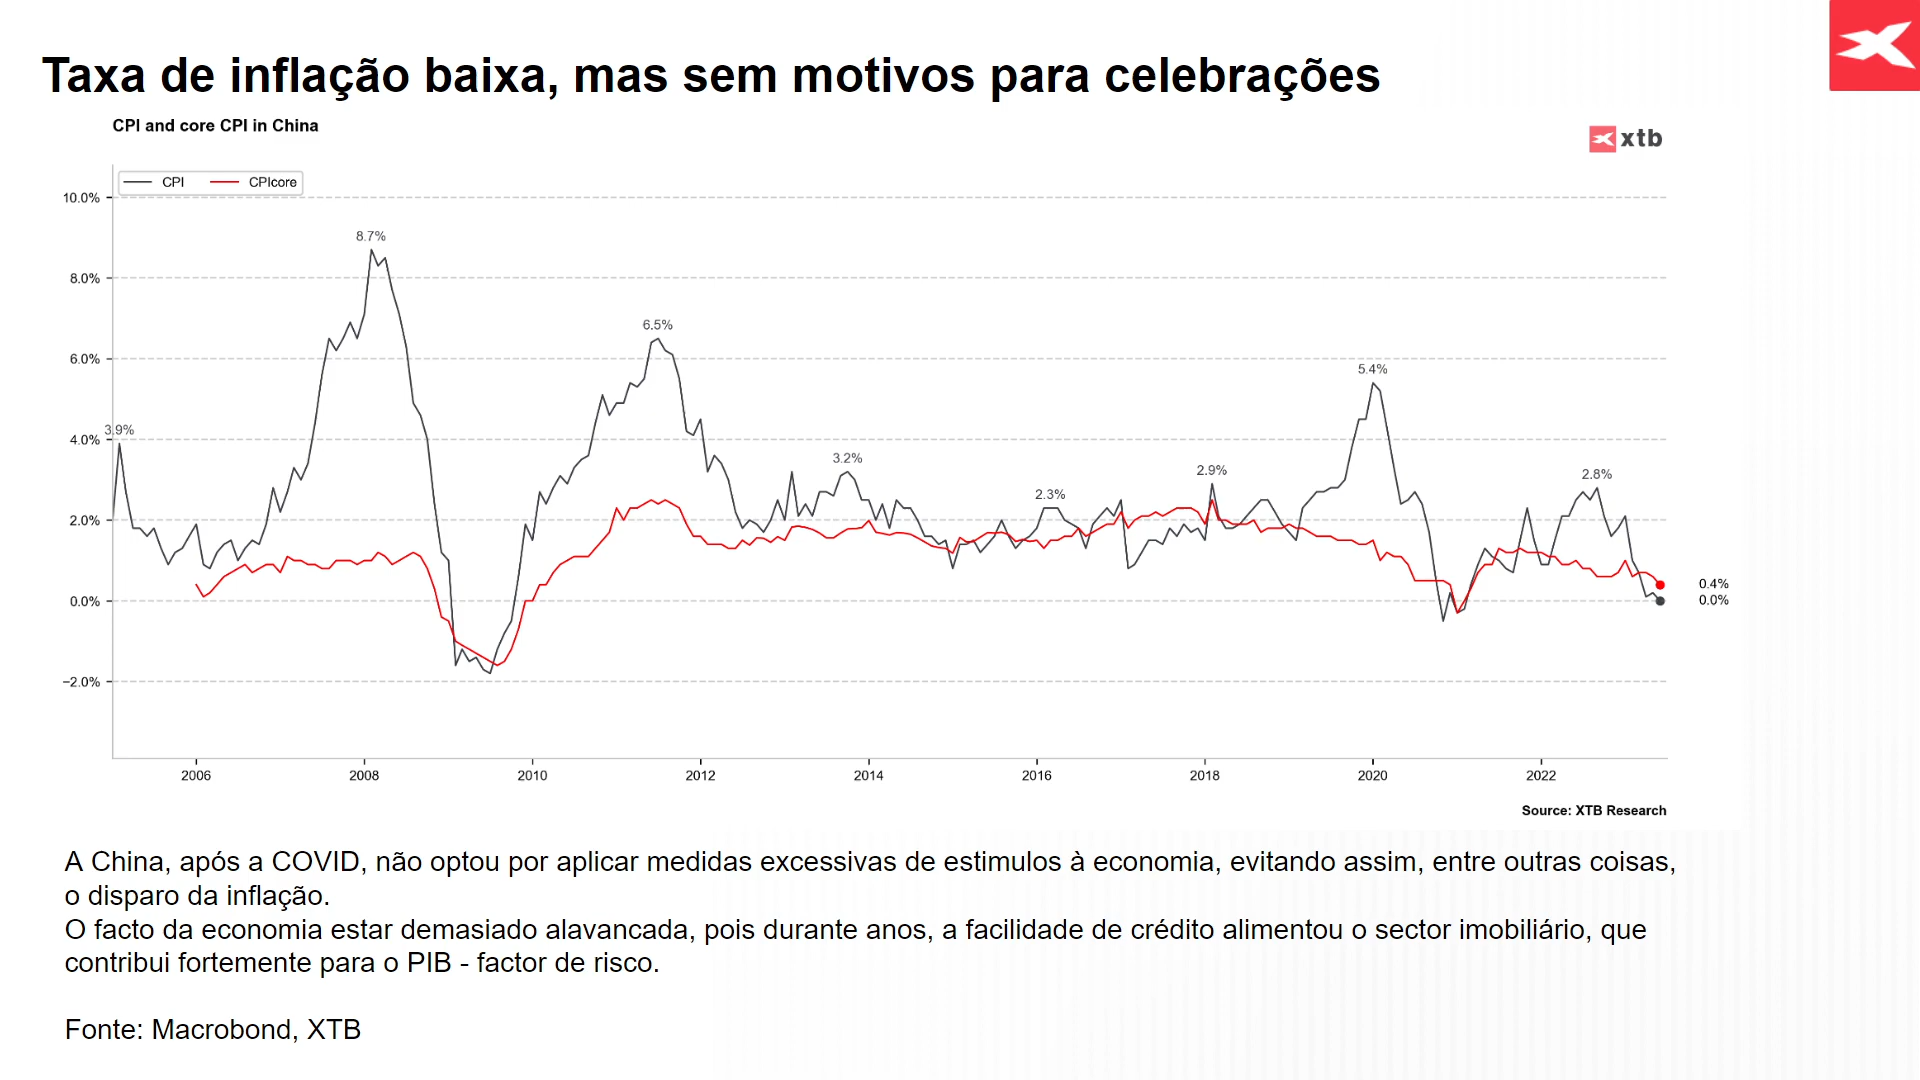 Taxa de inflação baixa, mas sem motivos para celebrações
CPI and core CPI in China
xtb
CPI CPIcore
10.0%
8.7%
8.0%
6.5%
6.0%
5.4%
3.9%
4.0%
3.2%
2.9%
2.8%
2.3%
2.0%
0.4%
0.0%
0.0%
−2.0%
2006 2008 2010 2012 2014 2016 2018 2020 2022
Source: XTB Research
A China, após a COVID, não optou por aplicar medidas excessivas de estimulos à economia, evitando assim, entre outras coisas,
o disparo da inflação.
O facto da economia estar demasiado alavancada, pois durante anos, a facilidade de crédito alimentou o sector imobiliário, que
contribui fortemente para o PIB - factor de risco.
Fonte: Macrobond, XTB